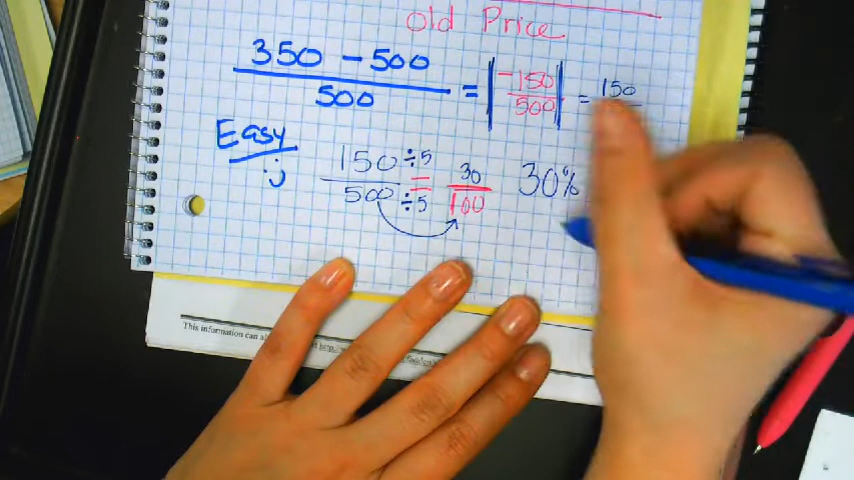 old Price
350 - 500
500
= |-150
500| = 150
Easy
150 ÷5
500 ÷5
=
30
100
30%
This information can al